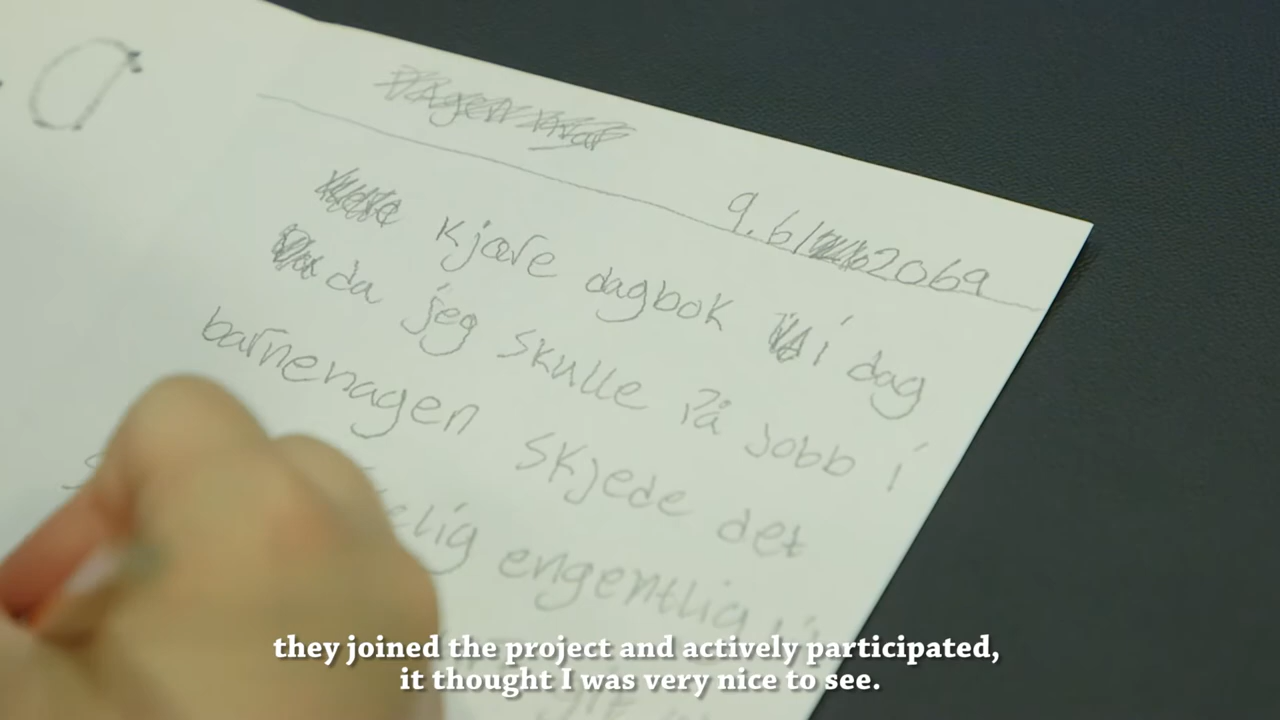 9.6/2069
Kjære dagbok i dag
da jeg skulle På jobb i
barnenagen skjede det
engentlig
they joined the project and actively participated,
it thought I was very nice to see.